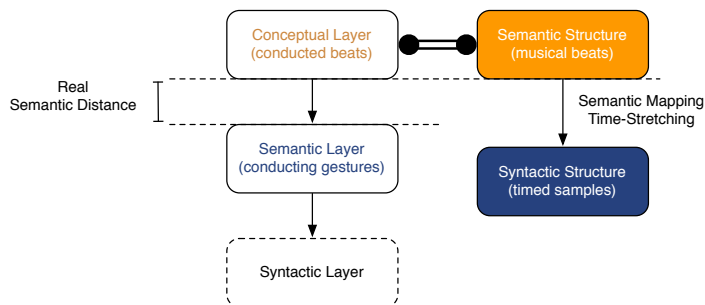 Conceptual Layer
(conducted beats)
Semantic Structure
(musical beats)
Real
Semantic Distance
Semantic Mapping
Time-Stretching
Semantic Layer
(conducting gestures)
Syntactic Structure
(timed samples)
Syntactic Layer